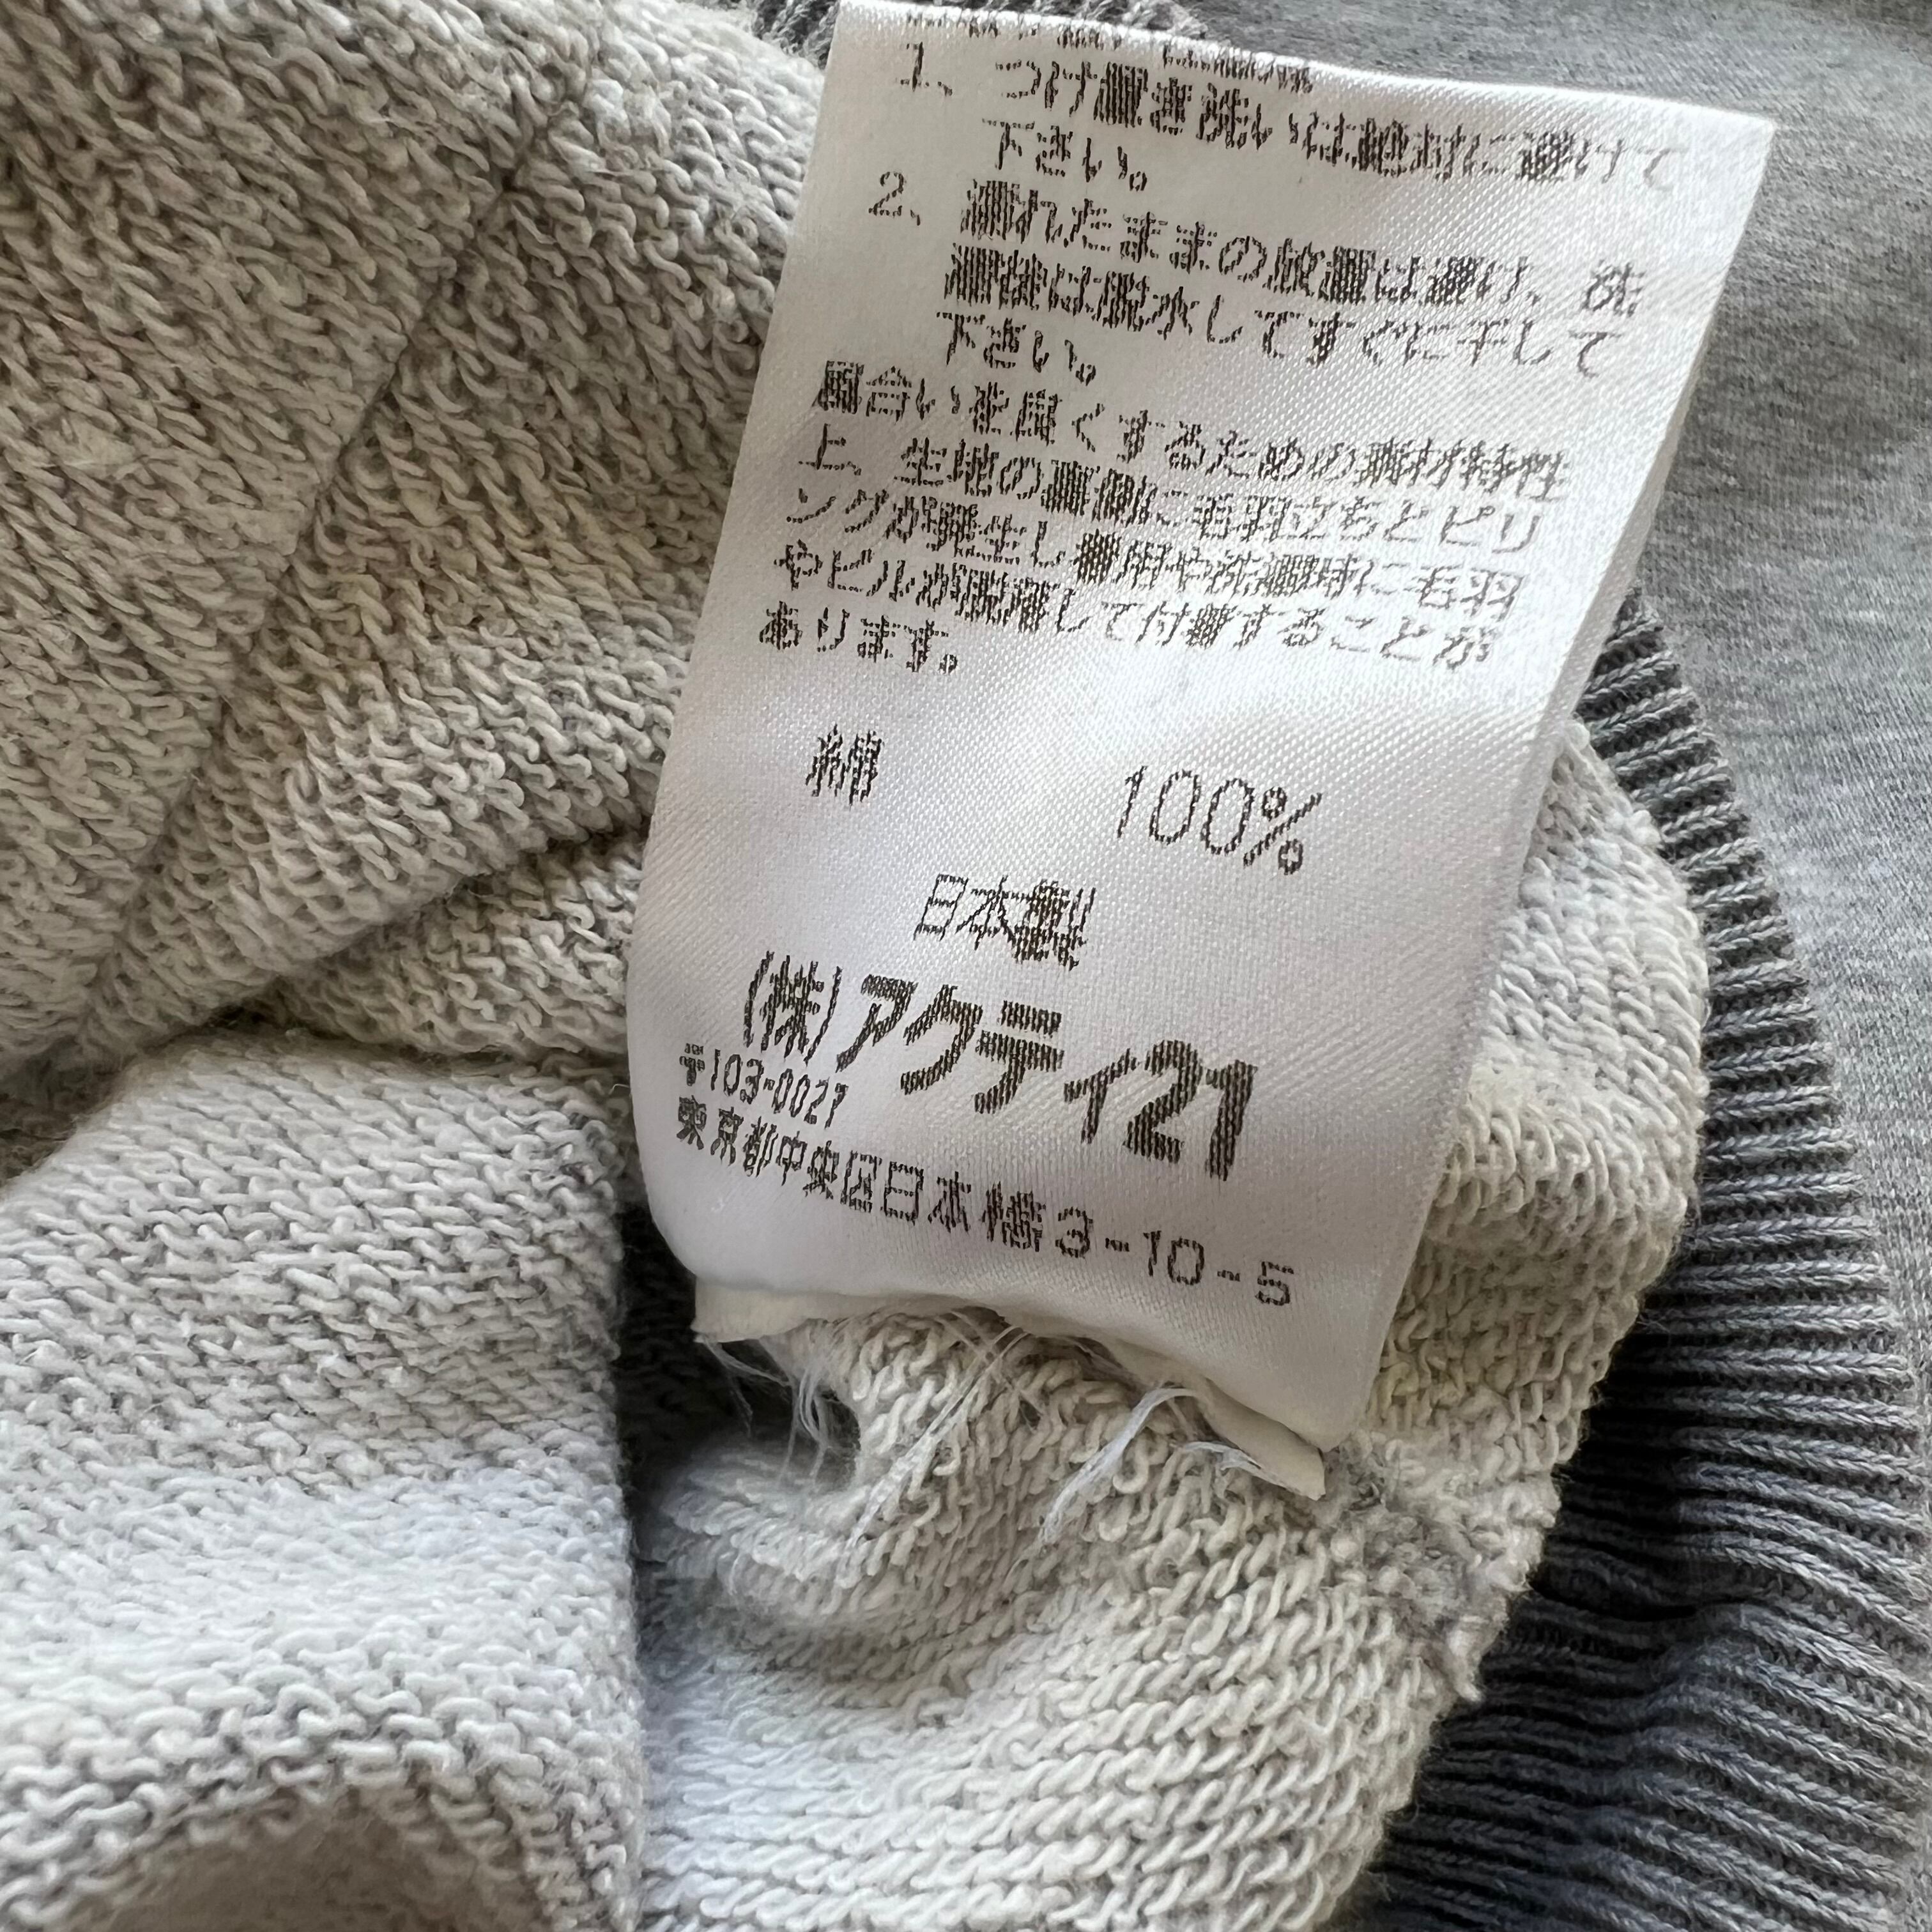 1、つけ置き洗いは絶対に避けて
下さい。
2、濡れたままの放置は避け、洗
濯後は脱水してすぐに干して
下さい。
風合いを良くするための素材特性
上、生地の裏側に毛羽立ちとピリ
ングが発生し着用や洗濯時に毛羽
やピルが脱落して付着することが
あります。
綿 100%
日本製
(株)アクティ21
〒103-0027
東京都中央区日本橋3-10-5